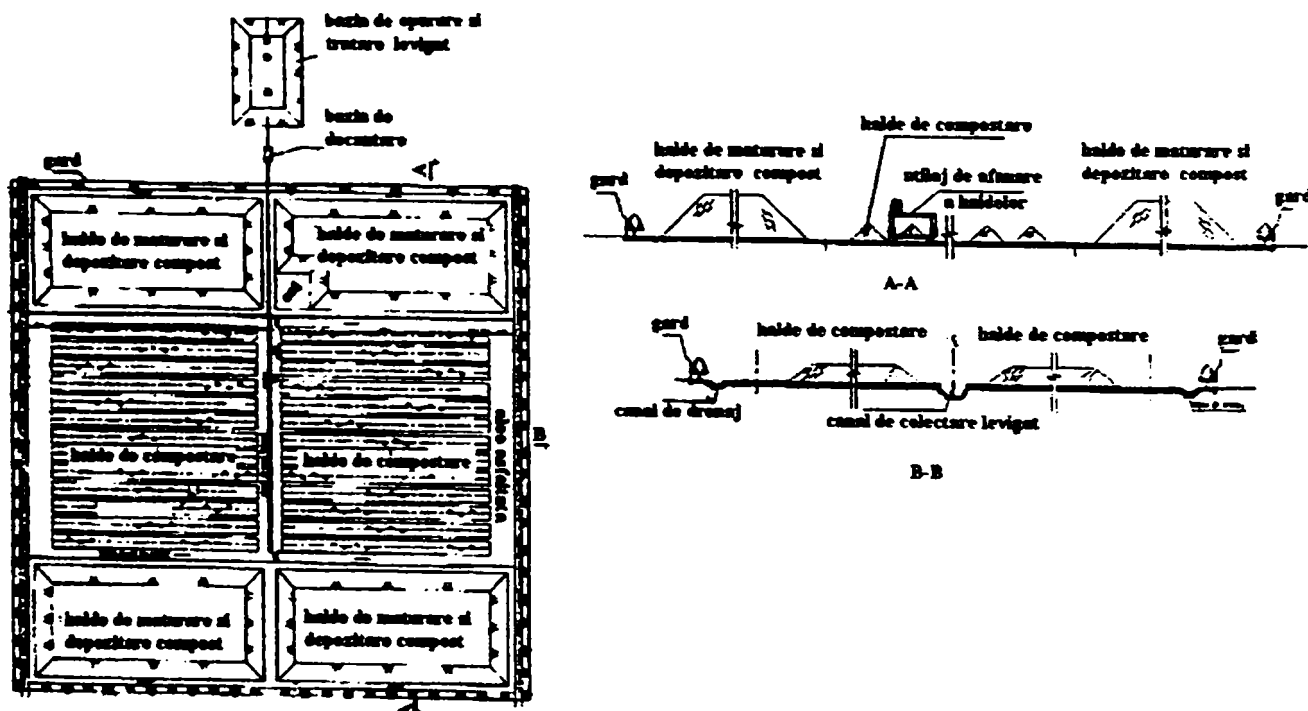 bazin de epurare si
tratare levigat
bazin de
decantare
gard
A
halde de maturare si
depozitare compost
halde de maturare si
depozitare compost
halde de compostare
halde de compostare
B
halde de maturare si
depozitare compost
halde de maturare si
depozitare compost
halde de compostare
halde de maturare si
depozitare compost
utilaj de afinare
a haldelor
halde de maturare si
depozitare compost
gard
gard
A-A
gard
halde de compostare
halde de compostare
gard
canal de drenaj
canal de colectare levigat
B-B